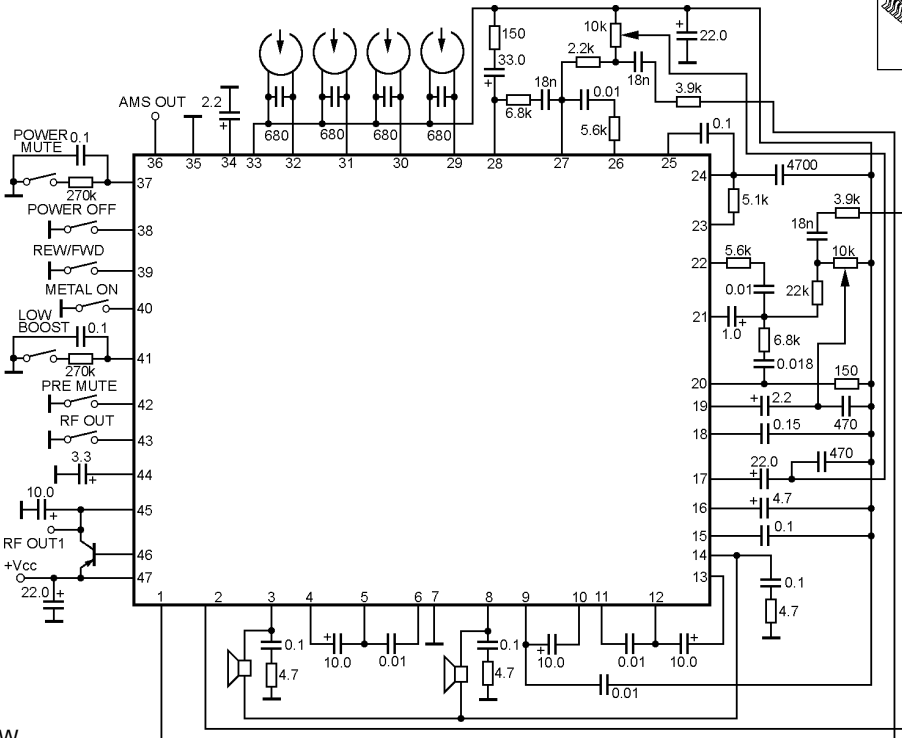 150
10k
22.0
2.2k
33.0
18n
18n
3.9k
0.01
6.8k
5.6k
0.1
AMS OUT
2.2
680
680
680
680
36
35
34
33
32
31
30
29
28
27
26
25
POWER
MUTE
0.1
270k
37
POWER OFF
38
REW/FWD
39
METAL ON
40
LOW
BOOST
0.1
270k
41
PRE MUTE
42
RF OUT
43
3.3
44
10.0
45
RF OUT1
46
+Vcc
47
22.0
24
4700
5.1k
23
3.9k
18n
22
5.6k
10k
0.01
22k
21
1.0
6.8k
0.018
20
150
19
2.2
470
18
0.15
470
17
22.0
16
4.7
15
0.1
14
13
0.1
4.7
1
2
3
4
5
6
7
8
9
10
11
12
0.1
4.7
10.0
0.01
0.1
4.7
10.0
0.01
10.0
0.01
W